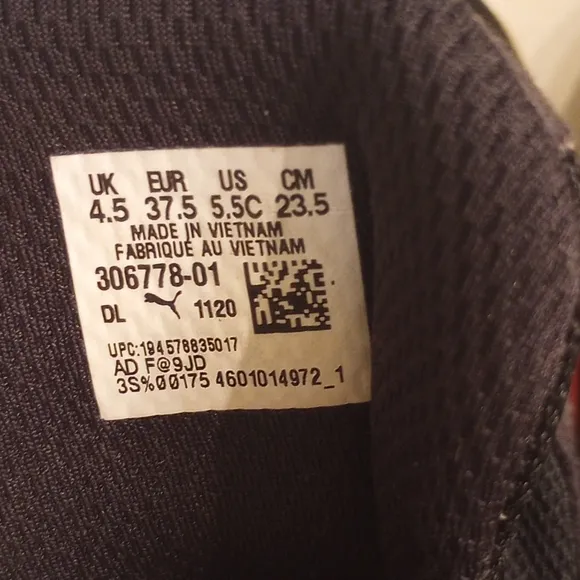 UK EUR US CM
4.5 37.5 5.5C 23.5
MADE IN VIETNAM
FABRIQUE AU VIETNAM
306778-01
DL 1120
UPC:194578835017
AD F@9JD
3S%00175 4601014972_1